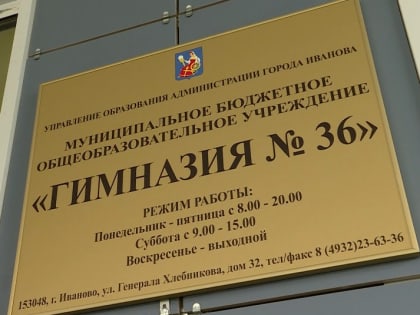 УПРАВЛЕНИЕ ОБРАЗОВАНИЯ АДМИНИСТРАЦИИ ГОРОДА ИВАНОВА
МУНИЦИПАЛЬНОЕ БЮДЖЕТНОЕ
ОБЩЕОБРАЗОВАТЕЛЬНОЕ УЧРЕЖДЕНИЕ
«ГИМНАЗИЯ № 36»
РЕЖИМ РАБОТЫ:
Понедельник - пятница с 8.00 - 20.00
Суббота с 9.00 - 15.00
Воскресенье - выходной
153048, г. Иваново, ул. Генерала Хлебникова, дом 32, тел/факс 8 (4932)23-63-36